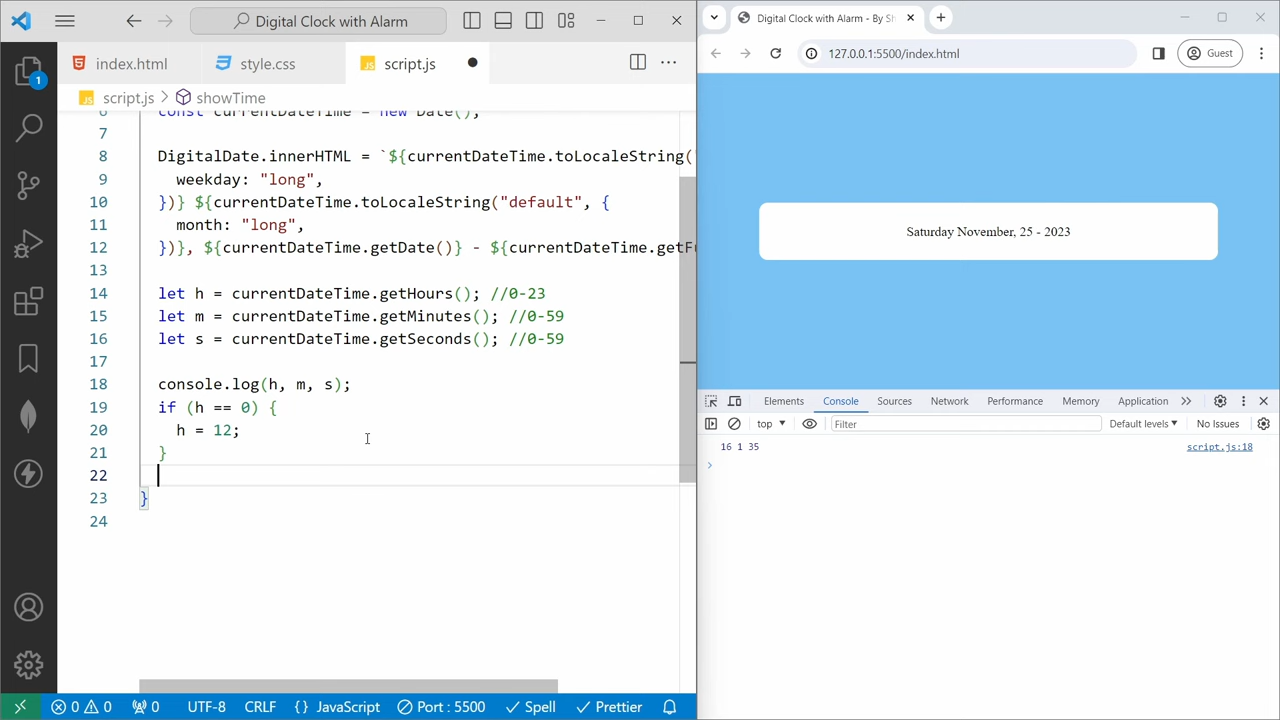 Digital Clock with Alarm
index.html
style.css
JS script.js
JS script.js > showTime
1
6 const currentDateTime = new Date();
7
8 DigitalDate.innerHTML = `${currentDateTime.toLocaleString(
9 weekday: "long",
10 })} ${currentDateTime.toLocaleString("default", {
11 month: "long",
12 })}, ${currentDateTime.getDate()} - ${currentDateTime.getFu
13
14 let h = currentDateTime.getHours(); //0-23
15 let m = currentDateTime.getMinutes(); //0-59
16 let s = currentDateTime.getSeconds(); //0-59
17
18 console.log(h, m, s);
19 if (h == 0) {
20 h = 12;
21 }
22
23 }
24
0 0 0 UTF-8 CRLF {} JavaScript Port : 5500 Spell Prettier
Digital Clock with Alarm - By Sh
127.0.0.1:5500/index.html
Guest
Saturday November, 25 - 2023
Elements Console Sources Network Performance Memory Application
top Filter Default levels No Issues
16 1 35 script.js:18